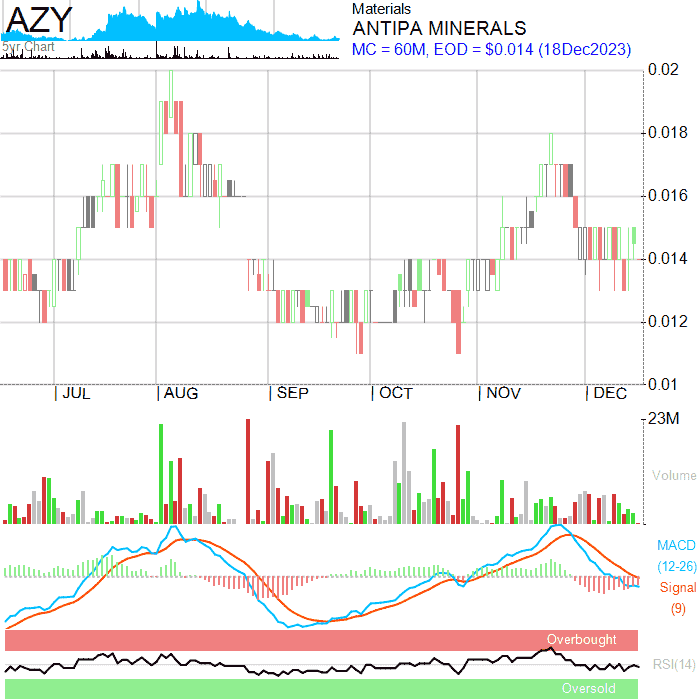 AZY
5yr Chart
Materials
ANTIPA MINERALS
MC = 60M, EOD = $0.014 (18Dec2023)
0.02
0.018
0.016
0.014
0.012
0.01
JUL AUG SEP OCT NOV DEC
23M
Volume
MACD
(12-26)
Signal
(9)
Overbought
RSI(14)
Oversold